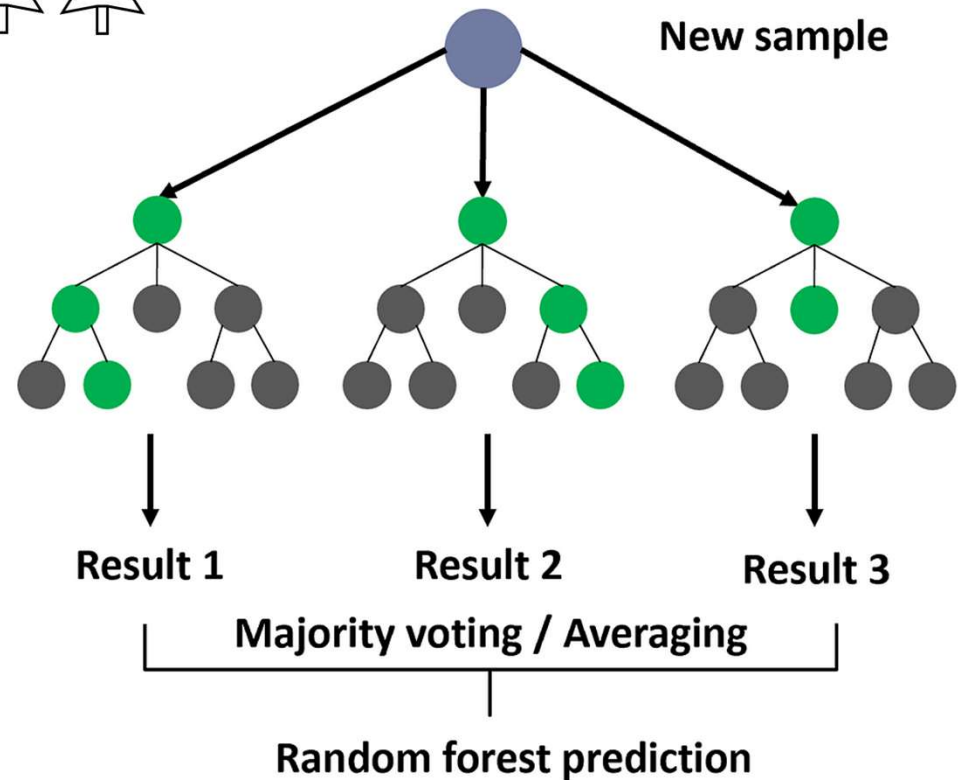 New sample
Result 1
Result 2
Result 3
Majority voting / Averaging
Random forest prediction